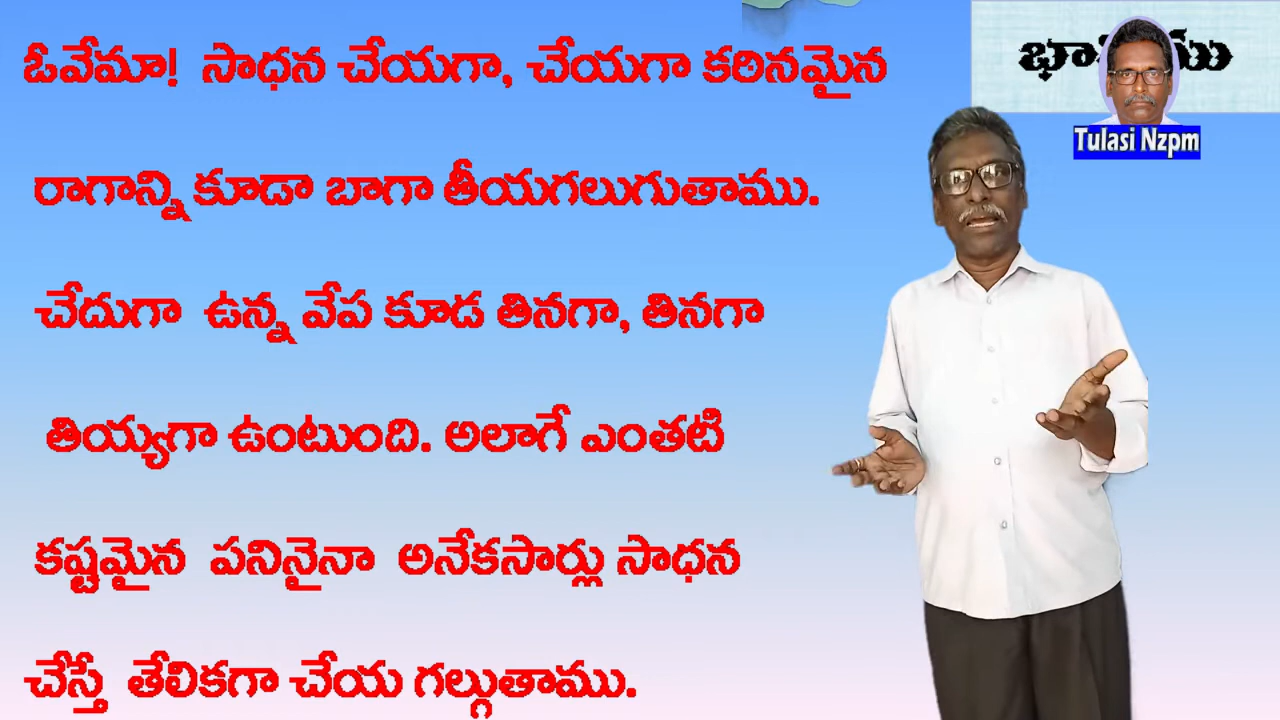 ఓవేమా! సాధన చేయగా, చేయగా కఠినమైన
రాగాన్ని కూడా బాగా తీయగలుగుతాము.
చేదుగా ఉన్న వేప కూడ తినగా, తినగా
తియ్యగా ఉంటుంది. అలాగే ఎంతటి
కష్టమైన పనినైనా అనేకసార్లు సాధన
చేస్తే తేలికగా చేయ గల్గుతాము.
Tulasi Nzpm